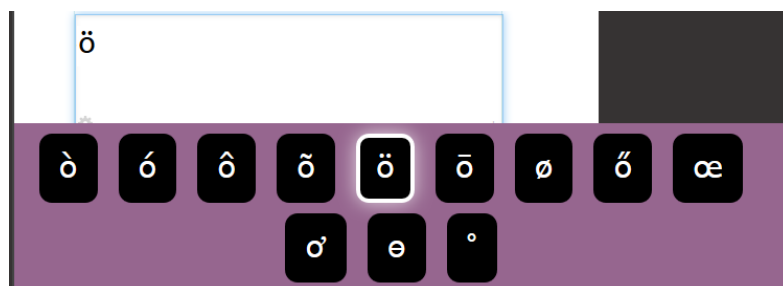 ö
ò ó ô õ ö ō ø ő œ
ơ ɵ °